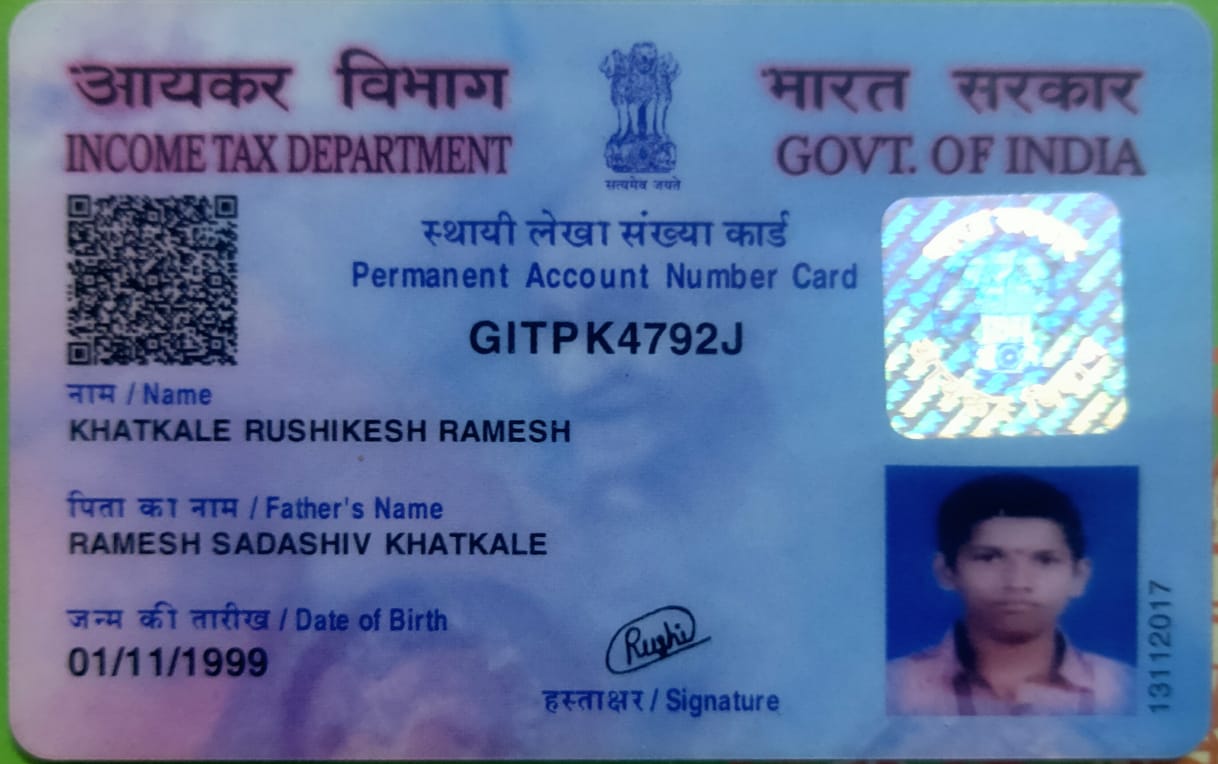 आयकर विभाग
INCOME TAX DEPARTMENT
सत्यमेव जयते
भारत सरकार
GOVT. OF INDIA
स्थायी लेखा संख्या कार्ड
Permanent Account Number Card
GITPK4792J
नाम / Name
KHATKALE RUSHIKESH RAMESH
पिता का नाम / Father's Name
RAMESH SADASHIV KHATKALE
जन्म की तारीख / Date of Birth
01/11/1999
Rushi
हस्ताक्षर / Signature
13112017